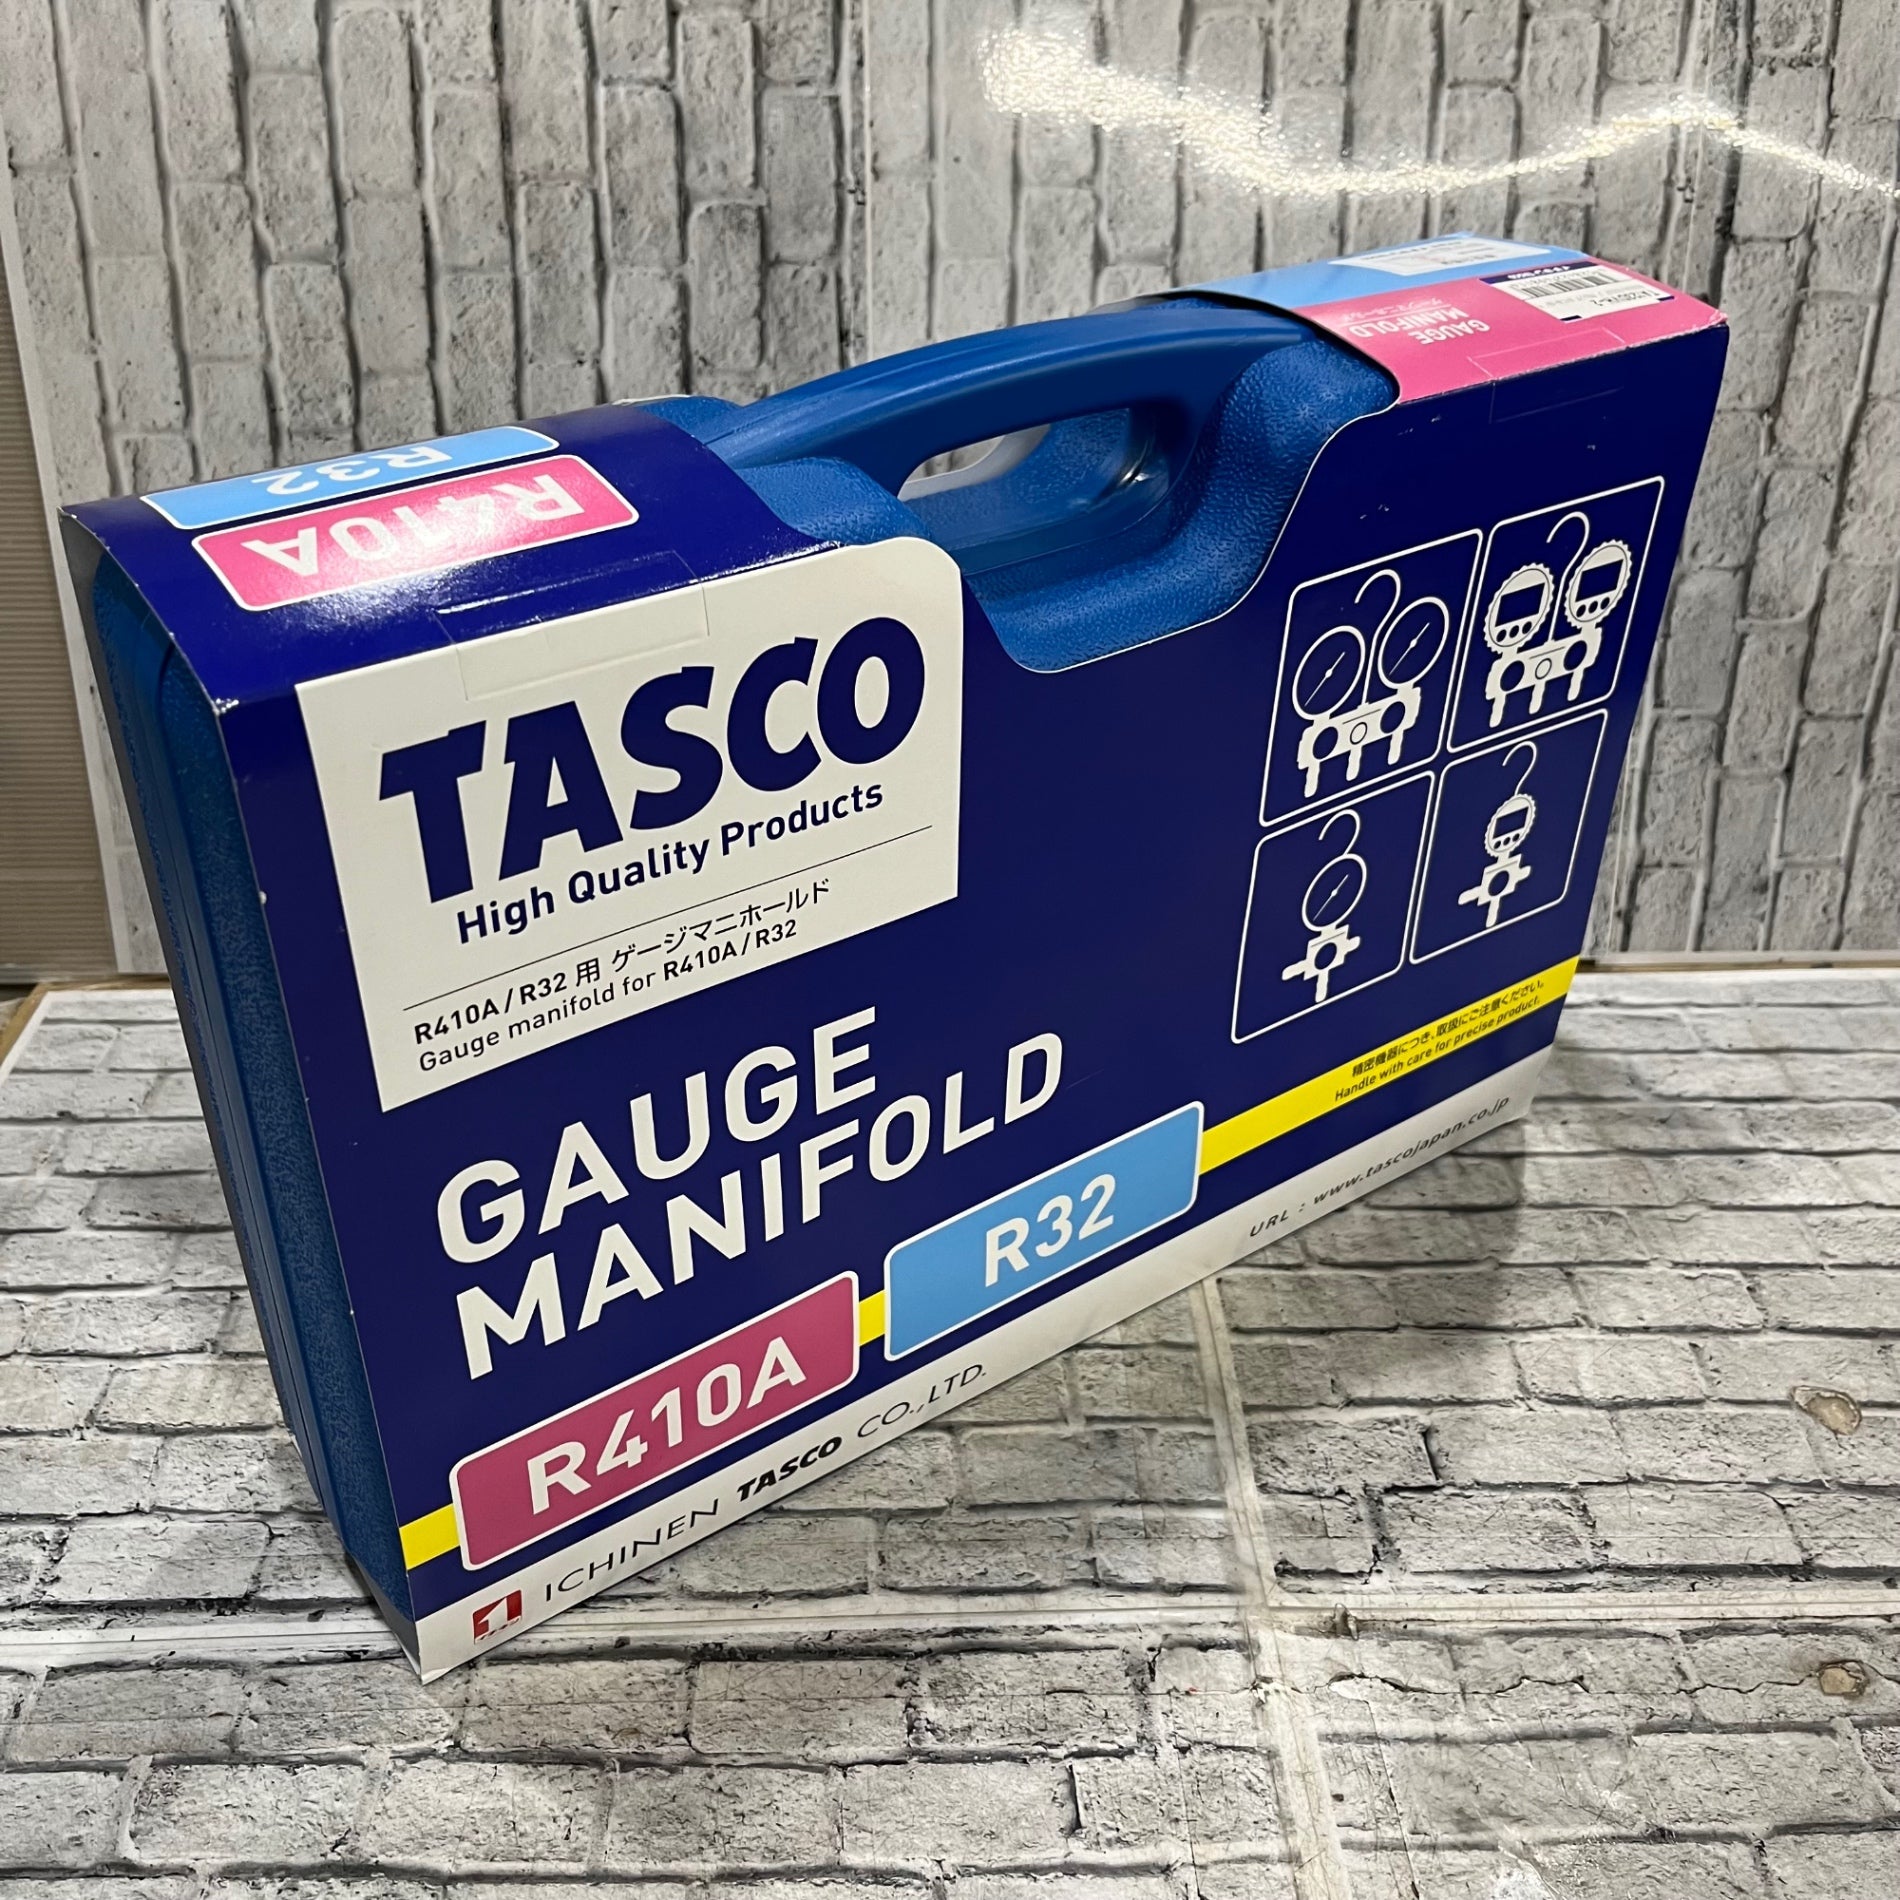 R32
R410A
GAUGE
MANIFOLD
TASCO
High Quality Products
R410A/R32用 ゲージマニホールド
Gauge manifold for R410A/R32
GAUGE
MANIFOLD
R410A
R32
精密機器につき、取扱にご注意ください。
Handle with care for precise product.
ICHINEN TASCO CO.,LTD.
URL : www.tascojapan.co.jp